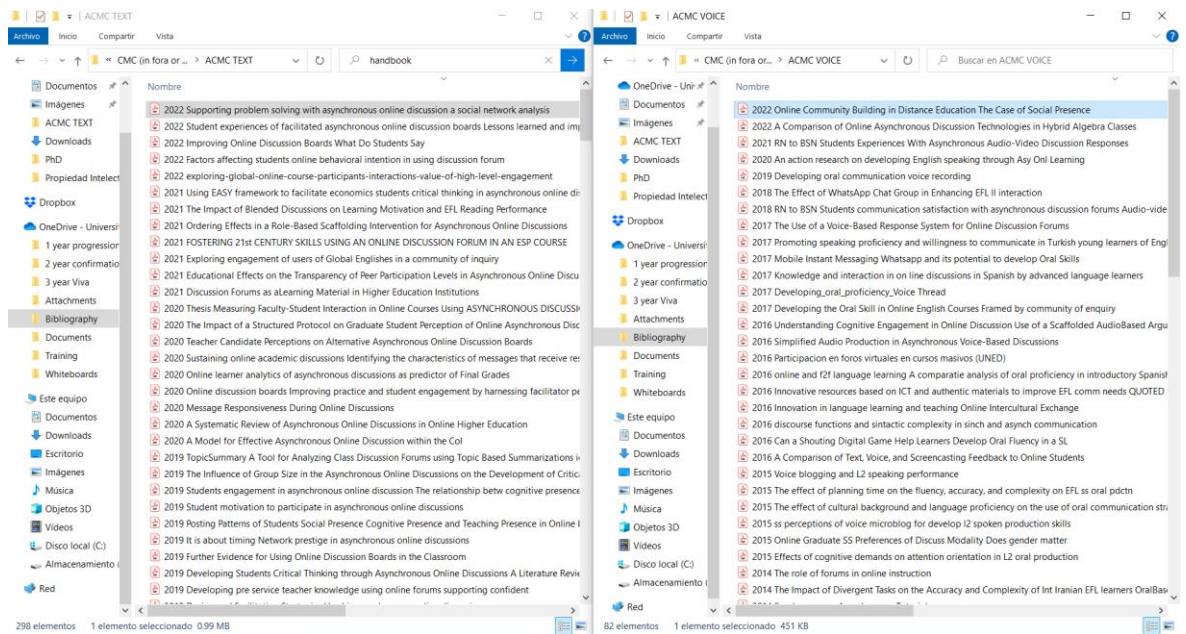 ACMC TEXT
Archivo Inicio Compartir Vista
« CMC (in fora or ... > ACMC TEXT
handbook
Documentos
Imágenes
ACMC TEXT
Downloads
PhD
Propiedad Intelect
Dropbox
OneDrive - Universi
1 year progression
2 year confirmatio
3 year Viva
Attachments
Bibliography
Documents
Training
Whiteboards
Este equipo
Documentos
Downloads
Escritorio
Imágenes
Música
Objetos 3D
Vídeos
Disco local (C:)
Almacenamiento (
Red
Nombre
2022 Supporting problem solving with asynchronous online discussion a social network analysis
2022 Student experiences of facilitated asynchronous online discussion boards Lessons learned and imp
2022 Improving Online Discussion Boards What Do Students Say
2022 Factors affecting students online behavioral intention in using discussion forum
2022 exploring-global-online-course-participants-interactions-value-of-high-level-engagement
2021 Using EASY framework to facilitate economics students critical thinking in asynchronous online di
2021 The Impact of Blended Discussions on Learning Motivation and EFL Reading Performance
2021 Ordering Effects in a Role-Based Scaffolding Intervention for Asynchronous Online Discussions
2021 FOSTERING 21st CENTURY SKILLS USING AN ONLINE DISCUSSION FORUM IN AN ESP COURSE
2021 Exploring engagement of users of Global Englishes in a community of inquiry
2021 Educational Effects on the Transparency of Peer Participation Levels in Asynchronous Online Discu
2021 Discussion Forums as aLearning Material in Higher Education Institutions
2020 Thesis Measuring Faculty-Student Interaction in Online Courses Using ASYNCHRONOUS DISCUSSI
2020 The Impact of a Structured Protocol on Graduate Student Perception of Online Asynchronous Disc
2020 Teacher Candidate Perceptions on Alternative Asynchronous Online Discussion Boards
2020 Sustaining online academic discussions Identifying the characteristics of messages that receive re
2020 Online learner analytics of asynchronous discussions as predictor of Final Grades
2020 Online discussion boards Improving practice and student engagement by harnessing facilitator pe
2020 Message Responsiveness During Online Discussions
2020 A Systematic Review of Asynchronous Online Discussions in Online Higher Education
2020 A Model for Effective Asynchronous Online Discussion within the CoI
2019 TopicSummary A Tool for Analyzing Class Discussion Forums using Topic Based Summarizations i
2019 The Influence of Group Size in the Asynchronous Online Discussions on the Development of Critic
2019 Students engagement in asynchronous online discussion The relationship betw cognitive presence
2019 Student motivation to participate in asynchronous online discussions
2019 Posting Patterns of Students Social Presence Cognitive Presence and Teaching Presence in Online
2019 It is about timing Network prestige in asynchronous online discussions
2019 Further Evidence for Using Online Discussion Boards in the Classroom
2019 Developing Students Critical Thinking through Asynchronous Online Discussions A Literature Revie
2019 Developing pre service teacher knowledge using online forums supporting confident
298 elementos 1 elemento seleccionado 0.99 MB
ACMC VOICE
Archivo Inicio Compartir Vista
« CMC (in fora or... > ACMC VOICE
Buscar en ACMC VOICE
OneDrive - Uni
Documentos
Imágenes
ACMC TEXT
Downloads
PhD
Propiedad Intelect
Dropbox
OneDrive - Universi
1 year progression
2 year confirmatio
3 year Viva
Attachments
Bibliography
Documents
Training
Whiteboards
Este equipo
Documentos
Downloads
Escritorio
Imágenes
Música
Objetos 3D
Vídeos
Disco local (C:)
Almacenamiento (
Red
Nombre
2022 Online Community Building in Distance Education The Case of Social Presence
2022 A Comparison of Online Asynchronous Discussion Technologies in Hybrid Algebra Classes
2021 RN to BSN Students Experiences With Asynchronous Audio-Video Discussion Responses
2020 An action research on developing English speaking through Asy Onl Learning
2019 Developing oral communication voice recording
2018 The Effect of WhatsApp Chat Group in Enhancing EFL II interaction
2018 RN to BSN Students communication satisfaction with asynchronous discussion forums Audio-vide
2017 The Use of a Voice-Based Response System for Online Discussion Forums
2017 Promoting speaking proficiency and willingness to communicate in Turkish young learners of Engl
2017 Mobile Instant Messaging Whatsapp and its potential to develop Oral Skills
2017 Knowledge and interaction in on line discussions in Spanish by advanced language learners
2017 Developing_oral_proficiency_Voice Thread
2017 Developing the Oral Skill in Online English Courses Framed by community of enquiry
2016 Understanding Cognitive Engagement in Online Discussion Use of a Scaffolded AudioBased Argu
2016 Simplified Audio Production in Asynchronous Voice-Based Discussions
2016 Participacion en foros virtuales en cursos masivos (UNED)
2016 online and f2f language learning A comparatie analysis of oral proficiency in introductory Spanish
2016 Innovative resources based on ICT and authentic materials to improve EFL comm needs QUOTED
2016 Innovation in language learning and teaching Online Intercultural Exchange
2016 discourse functions and sintactic complexity in sinch and asynch communication
2016 Can a Shouting Digital Game Help Learners Develop Oral Fluency in a SL
2016 A Comparison of Text, Voice, and Screencasting Feedback to Online Students
2015 Voice blogging and L2 speaking performance
2015 The effect of planning time on the fluency, accuracy, and complexity on EFL ss oral pdctn
2015 The effect of cultural background and language proficiency on the use of oral communication stra
2015 ss perceptions of voice microblog for develop l2 spoken production skills
2015 Online Graduate SS Preferences of Discuss Modality Does gender matter
2015 Effects of cognitive demands on attention orientation in L2 oral production
2014 The role of forums in online instruction
2014 The Impact of Divergent Tasks on the Accuracy and Complexity of Int Iranian EFL learners OralBas
82 elementos 1 elemento seleccionado 451 KB